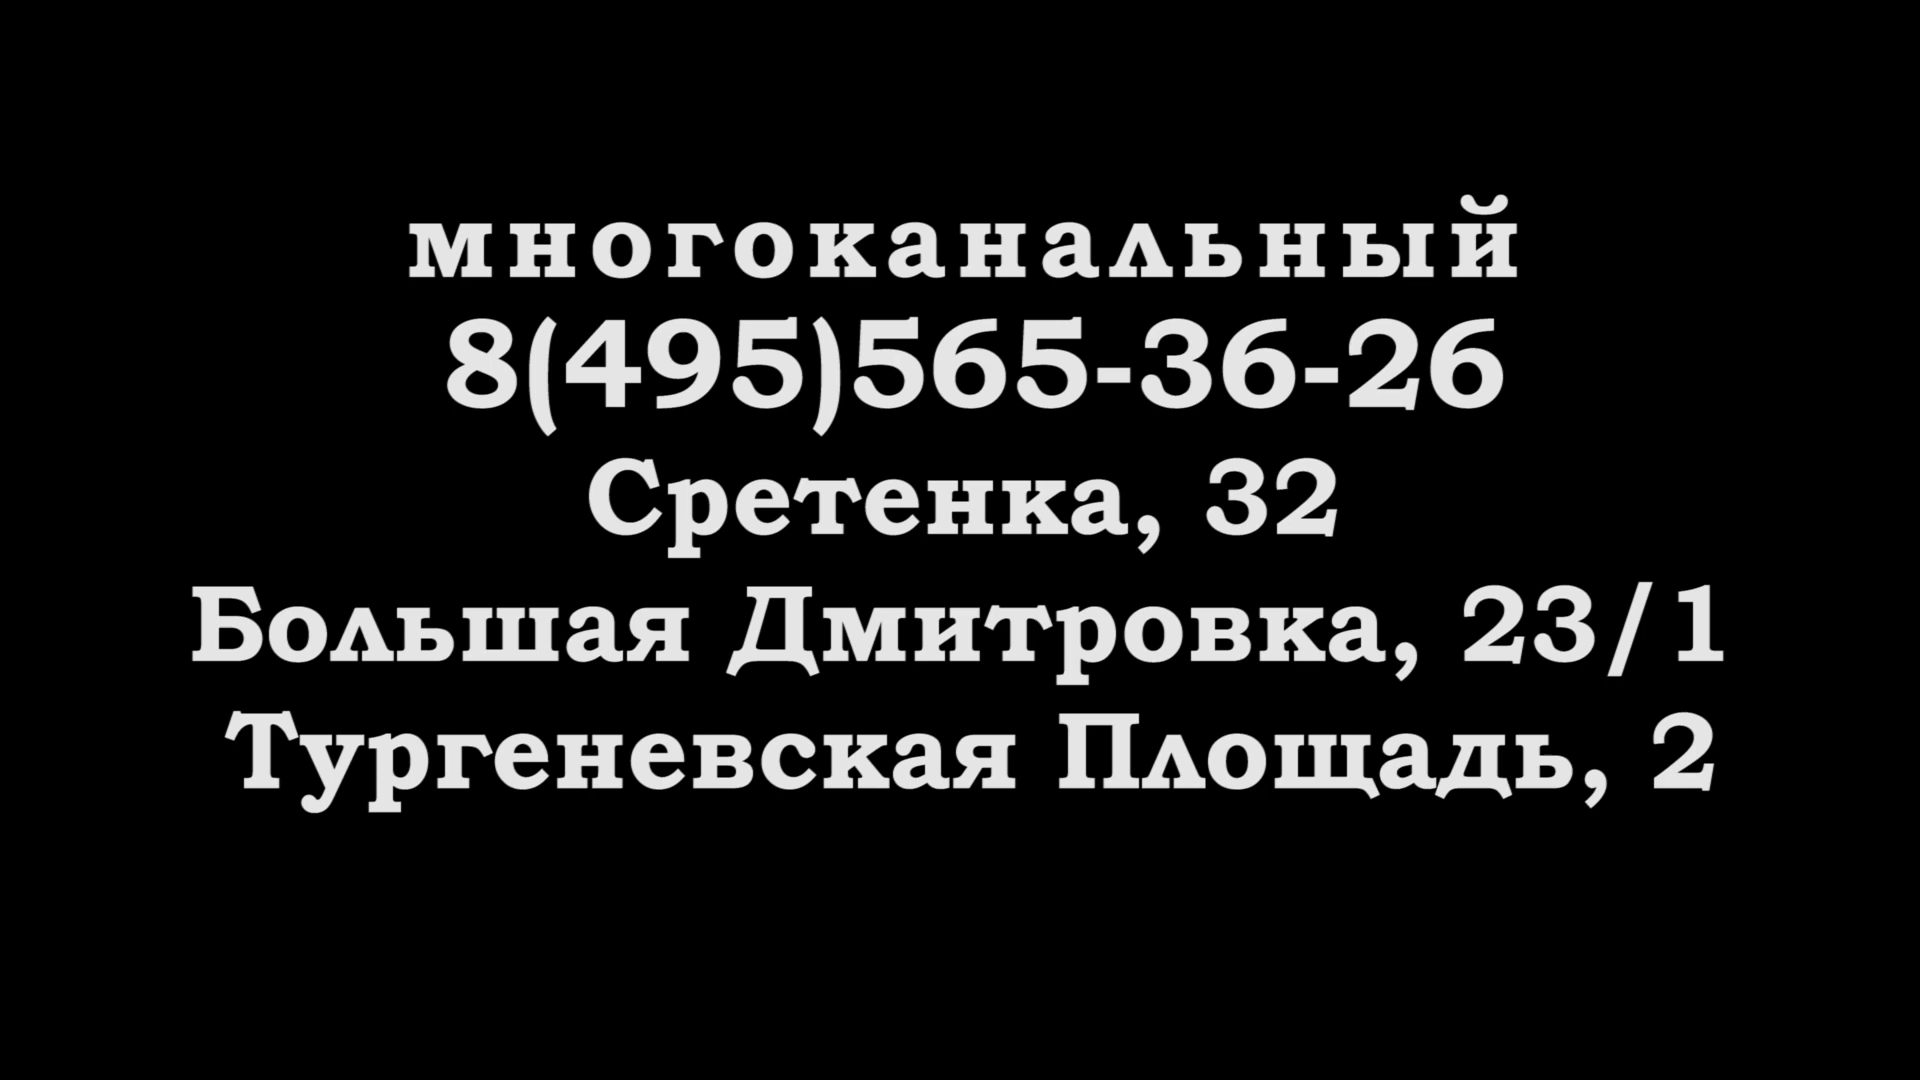 многоканальный
8(495)565-36-26
Сретенка, 32
Большая Дмитровка, 23/1
Тургеневская Площадь, 2